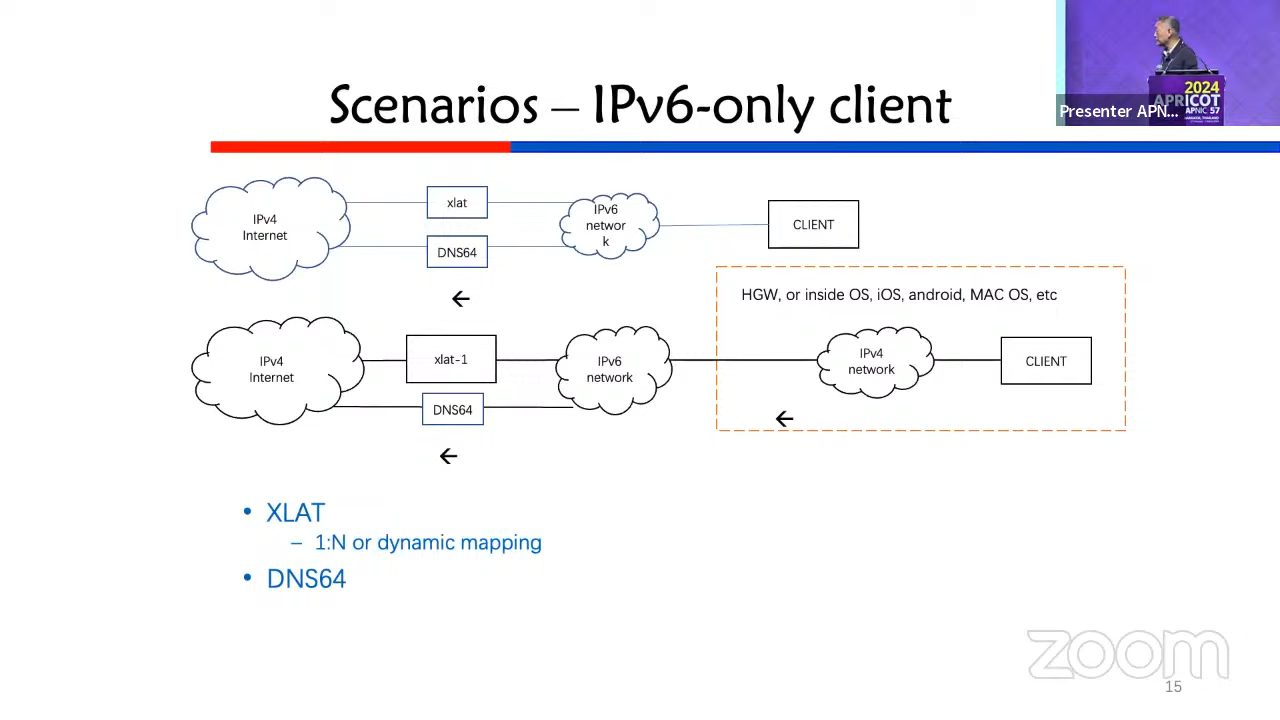 Scenarios – IPv6-only client
2024
APRICOT
APNIC 57
Presenter APN...
IPv4
Internet
xlat
DNS64
IPv6
networ
k
CLIENT
←
HGW, or inside OS, iOS, android, MAC OS, etc
IPv4
Internet
xlat-1
DNS64
IPv6
network
IPv4
network
CLIENT
←
←
• XLAT
– 1:N or dynamic mapping
• DNS64
zoom
15